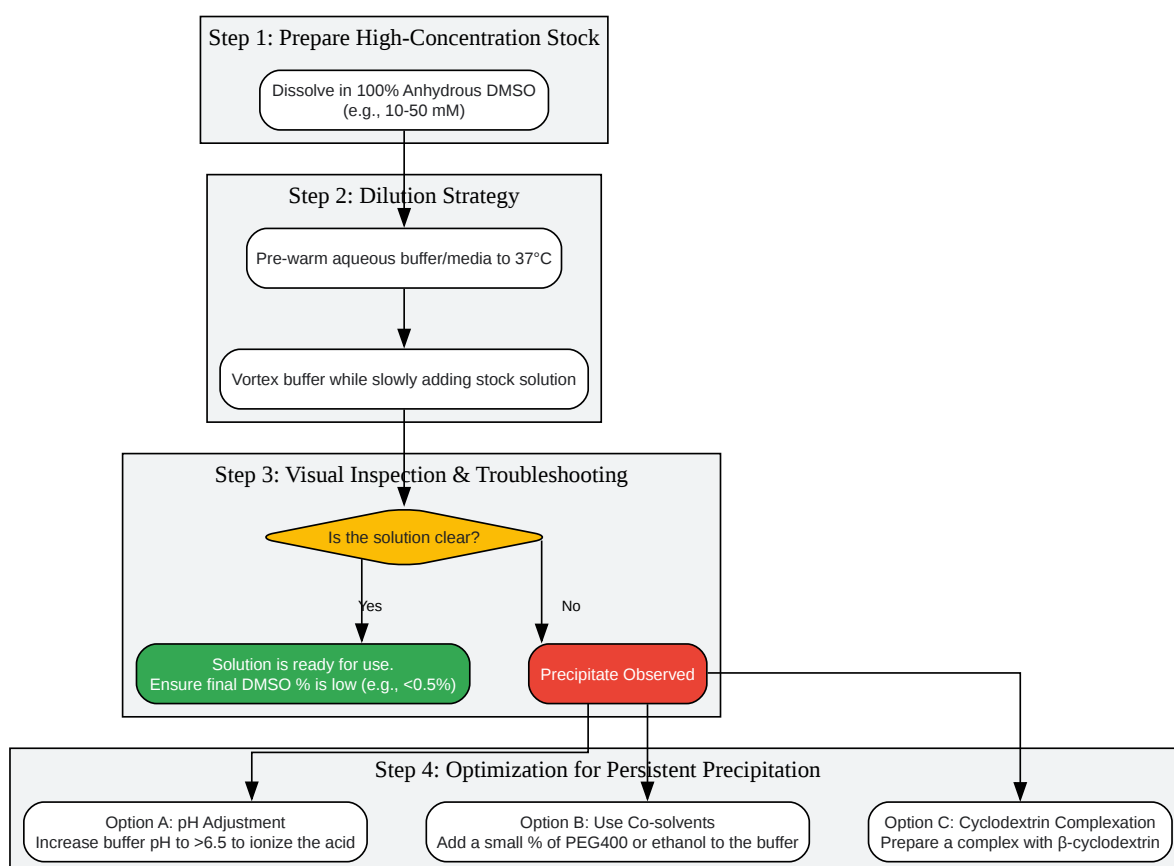 Step 1: Prepare High-Concentration Stock
Dissolve in 100% Anhydrous DMSO
(e.g., 10-50 mM)
Step 2: Dilution Strategy
Pre-warm aqueous buffer/media to 37°C
Vortex buffer while slowly adding stock solution
Step 3: Visual Inspection & Troubleshooting
Is the solution clear?
Yes
No
Solution is ready for use.
Ensure final DMSO % is low (e.g., <0.5%)
Precipitate Observed
Step 4: Optimization for Persistent Precipitation
Option A: pH Adjustment
Increase buffer pH to >6.5 to ionize the acid
Option B: Use Co-solvents
Add a small % of PEG400 or ethanol to the buffer
Option C: Cyclodextrin Complexation
Prepare a complex with β-cyclodextrin